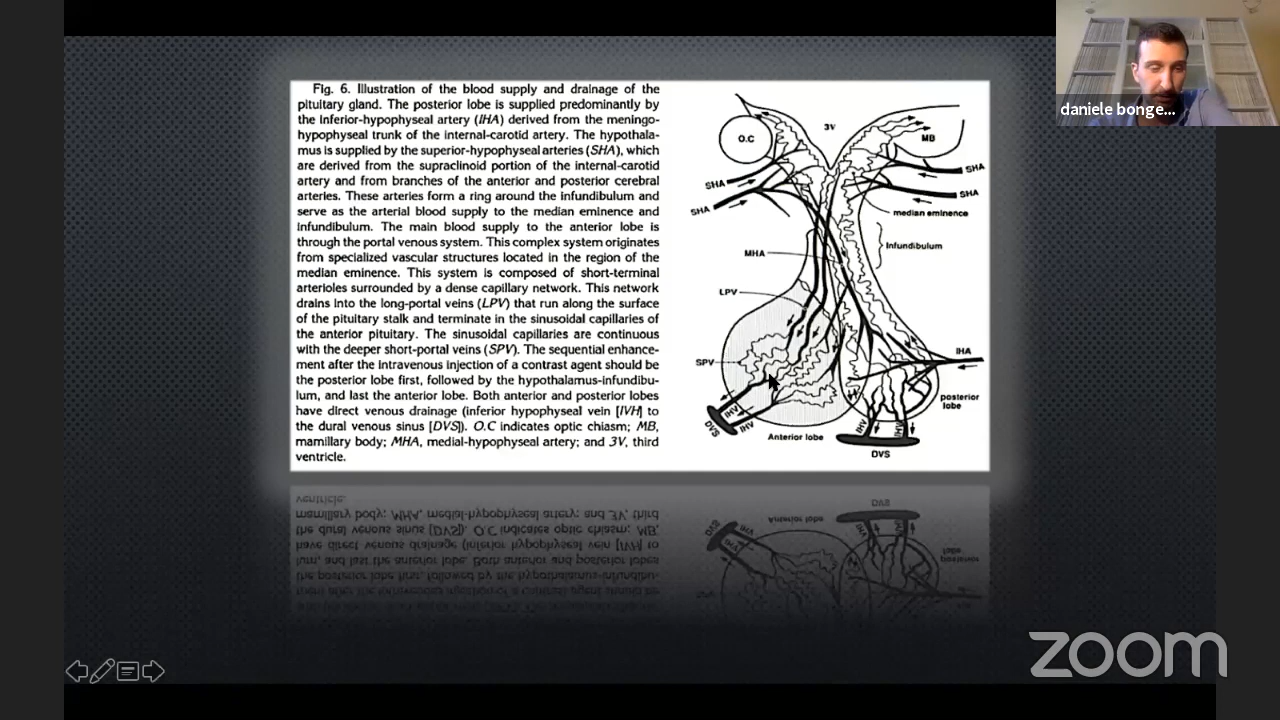 daniele bonge...
Fig. 6. Illustration of the blood supply and drainage of the
pituitary gland. The posterior lobe is supplied predominantly by
the inferior-hypophyseal artery (IHA) derived from the meningo-
hypophyseal trunk of the internal-carotid artery. The hypothala-
mus is supplied by the superior-hypophyseal arteries (SHA), which
are derived from the supraclinoid portion of the internal-carotid
artery and from branches of the anterior and posterior cerebral
arteries. These arteries form a ring around the infundibulum and
serve as the arterial blood supply to the median eminence and
infundibulum. The main blood supply to the anterior lobe is
through the portal venous system. This complex system originates
from specialized vascular structures located in the region of the
median eminence. This system is composed of short-terminal
arterioles surrounded by a dense capillary network. This network
drains into the long-portal veins (LPV) that run along the surface
of the pituitary stalk and terminate in the sinusoidal capillaries of
the anterior pituitary. The sinusoidal capillaries are continuous
with the deeper short-portal veins (SPV). The sequential enhance-
ment after the intravenous injection of a contrast agent should be
the posterior lobe first, followed by the hypothalamus-infundibu-
lum, and last the anterior lobe. Both anterior and posterior lobes
have direct venous drainage (inferior hypophyseal vein [IVH] to
the dural venous sinus [DVS]). O.C indicates optic chiasm; MB,
mamillary body; MHA, medial-hypophyseal artery; and 3V, third
ventricle.
O.C
3V
MB
SHA
SHA
SHA
SHA
median eminence
Infundibulum
MHA
LPV
SPV
IHA
posterior
lobe
IHV
IHV
DVS
Anterior lobe
IHV
IHV
DVS
zoom